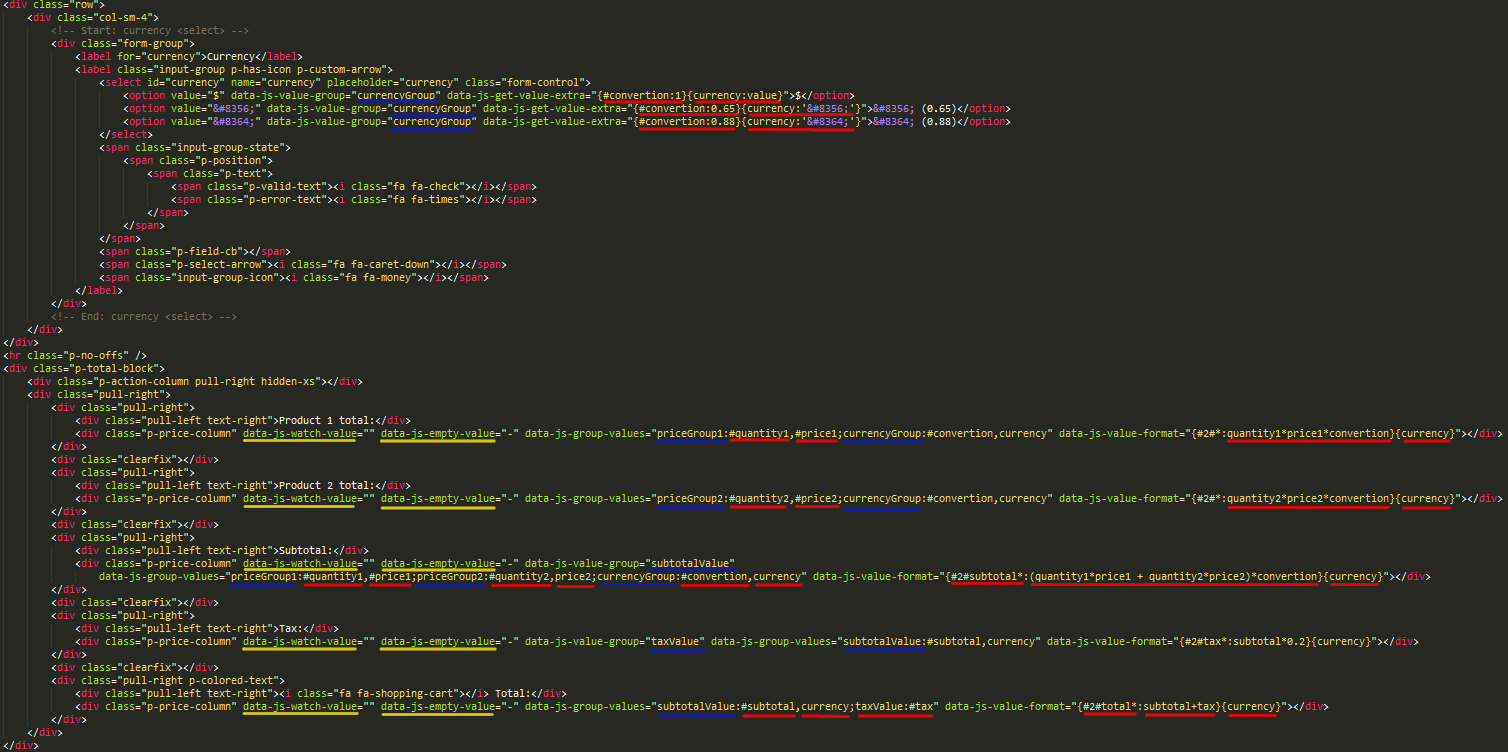 <div class="row">
<div class="col-sm-4">
<!-- Start: currency <select> -->
<div class="form-group">
<label for="currency">Currency</label>
<label class="input-group p-has-icon p-custom-arrow">
<select id="currency" name="currency" placeholder="currency" class="form-control">
<option value="$" data-js-value-group="currencyGroup" data-js-get-value-extra="{#convertion:1}{currency:value}">$</option>
<option value="&#8356;" data-js-value-group="currencyGroup" data-js-get-value-extra="{#convertion:0.65}{currency:'&#8356;'}">&#8356; (0.65)</option>
<option value="&#8364;" data-js-value-group="currencyGroup" data-js-get-value-extra="{#convertion:0.88}{currency:'&#8364;'}">&#8364; (0.88)</option>
</select>
<span class="input-group-state">
<span class="p-position">
<span class="p-text">
<span class="p-valid-text"><i class="fa fa-check"></i></span>
<span class="p-error-text"><i class="fa fa-times"></i></span>
</span>
</span>
</span>
<span class="p-field-cb"></span>
<span class="p-select-arrow"><i class="fa fa-caret-down"></i></span>
<span class="input-group-icon"><i class="fa fa-money"></i></span>
</label>
</div>
<!-- End: currency <select> -->
</div>
</div>
<hr class="p-no-offs" />
<div class="p-total-block">
<div class="p-action-column pull-right hidden-xs"></div>
<div class="pull-right">
<div class="pull-right">
<div class="pull-left text-right">Product 1 total:</div>
<div class="p-price-column" data-js-watch-value="" data-js-empty-value="-" data-js-group-values="priceGroup1:#quantity1,#price1;currencyGroup:#convertion,currency" data-js-value-format="{#2#*:quantity1*price1*convertion}{currency}"></div>
</div>
<div class="clearfix"></div>
<div class="pull-right">
<div class="pull-left text-right">Product 2 total:</div>
<div class="p-price-column" data-js-watch-value="" data-js-empty-value="-" data-js-group-values="priceGroup2:#quantity2,#price2;currencyGroup:#convertion,currency" data-js-value-format="{#2#*:quantity2*price2*convertion}{currency}"></div>
</div>
<div class="clearfix"></div>
<div class="pull-right">
<div class="pull-left text-right">Subtotal:</div>
<div class="p-price-column" data-js-watch-value="" data-js-empty-value="-" data-js-value-group="subtotalValue"
data-js-group-values="priceGroup1:#quantity1,#price1;priceGroup2:#quantity2,price2;currencyGroup:#convertion,currency" data-js-value-format="{#2#subtotal*:(quantity1*price1 + quantity2*price2)*convertion}{currency}"></div>
</div>
<div class="clearfix"></div>
<div class="pull-right">
<div class="pull-left text-right">Tax:</div>
<div class="p-price-column" data-js-watch-value="" data-js-empty-value="-" data-js-value-group="taxValue" data-js-group-values="subtotalValue:#subtotal,currency" data-js-value-format="{#2#tax*:subtotal*0.2}{currency}"></div>
</div>
<div class="clearfix"></div>
<div class="pull-right p-colored-text">
<div class="pull-left text-right"><i class="fa fa-shopping-cart"></i> Total:</div>
<div class="p-price-column" data-js-watch-value="" data-js-empty-value="-" data-js-group-values="subtotalValue:#subtotal,currency;taxValue:#tax" data-js-value-format="{#2#total*:subtotal+tax}{currency}"></div>
</div>
</div>
</div>